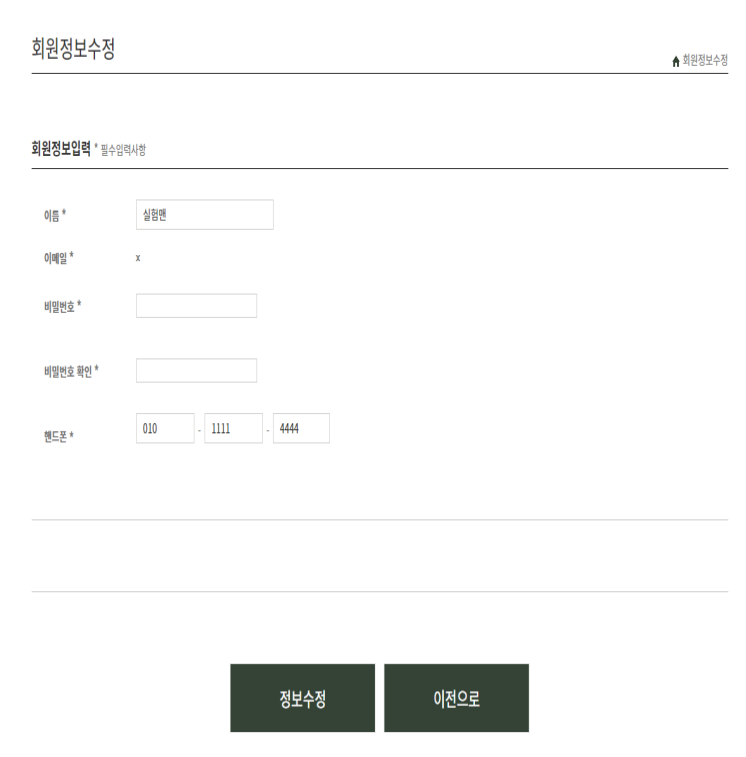 회원정보수정
회원정보수정
회원정보입력 * 필수입력사항
이름 * 실험맨
이메일 * x
비밀번호 *
비밀번호 확인 *
핸드폰 * 010 - 1111 - 4444
정보수정 이전으로